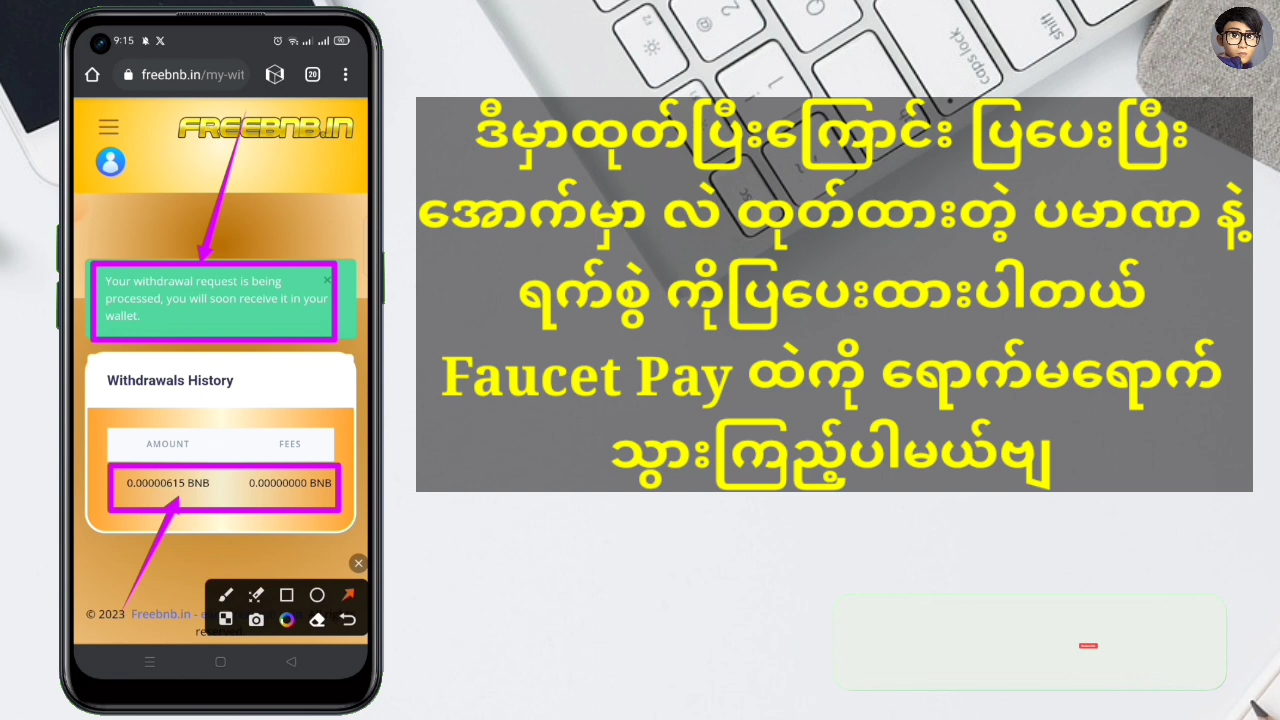 9:15
90
freebnb.in/my-wit
20
FREEBNB.IN
Your withdrawal request is being
processed, you will soon receive it in your
wallet.
Withdrawals History
AMOUNT FEES
0.00000615 BNB 0.00000000 BNB
© 2023 Freebnb.in -
reserved
ဒီမှာထုတ်ပြီးကြောင်း ပြပေးပြီး
အောက်မှာ လဲ ထုတ်ထားတဲ့ ပမာဏ နဲ့
ရက်စွဲ ကိုပြပေးထားပါတယ်
Faucet Pay ထဲကို ရောက်မရောက်
သွားကြည့်ပါမယ်ဗျ
capslock
shift